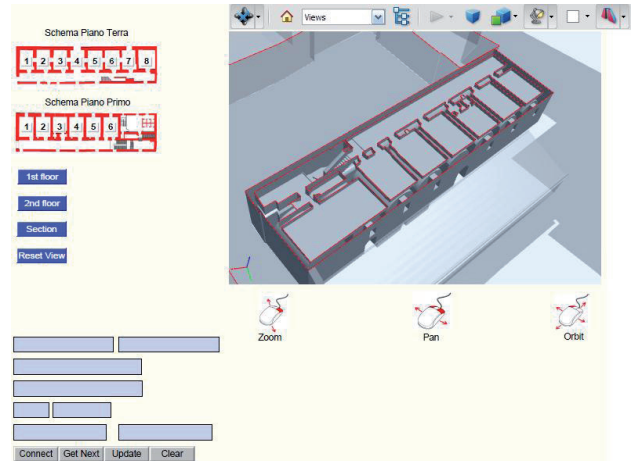 Views
Schema Piano Terra
1 2 3 4 5 6 7 8
Schema Piano Primo
1 2 3 4 5 6
1st floor
2nd floor
Section
Reset View
Zoom Pan Orbit
Connect Get Next Update Clear